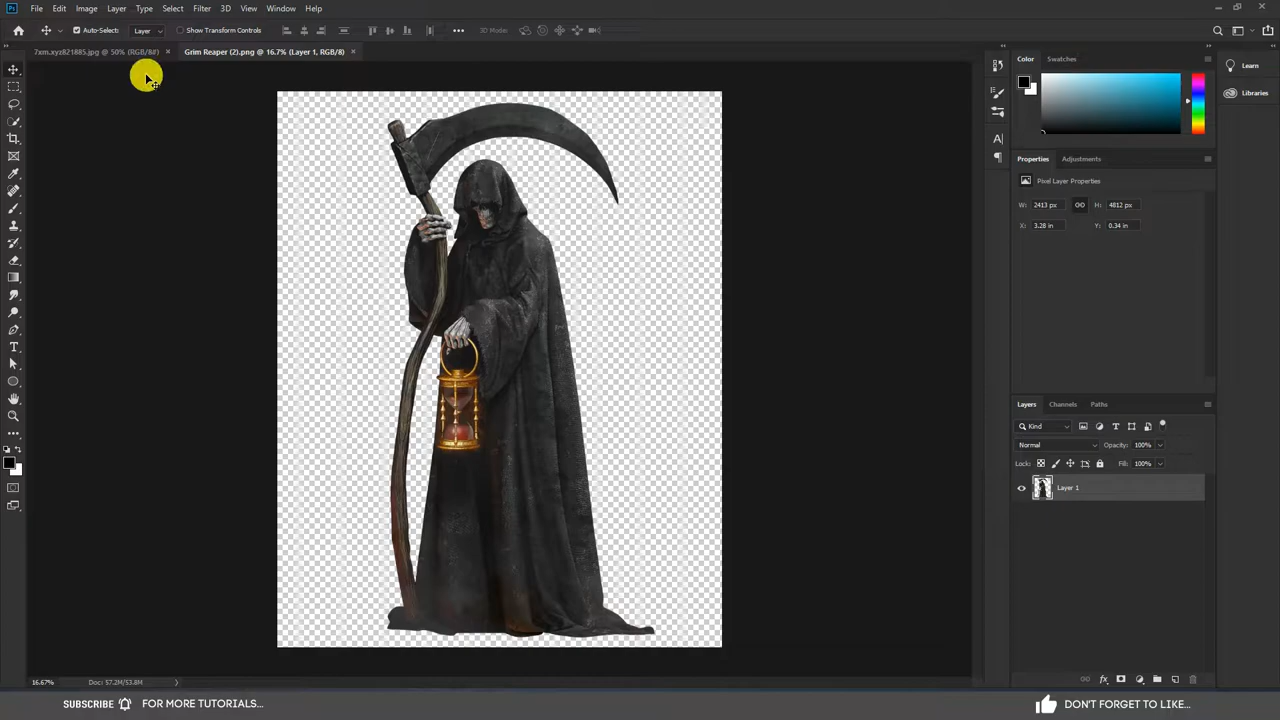 Ps File Edit Image Layer Type Select Filter 3D View Window Help
Auto-Select: Layer Show Transform Controls 3D Mode:
7xm.xyz821885.jpg @ 50% (RGB/8#) × Grim Reaper (2).png @ 16.7% (Layer 1, RGB/8) ×
Color Swatches
Learn
Libraries
Properties Adjustments
Pixel Layer Properties
W: 2413 px H: 4812 px
X: 3.28 in Y: 0.34 in
Layers Channels Paths
Kind
Normal Opacity: 100%
Lock: Fill: 100%
Layer 1
16.67% Doc: 57.2M/53.8M
SUBSCRIBE FOR MORE TUTORIALS... DON'T FORGET TO LIKE...